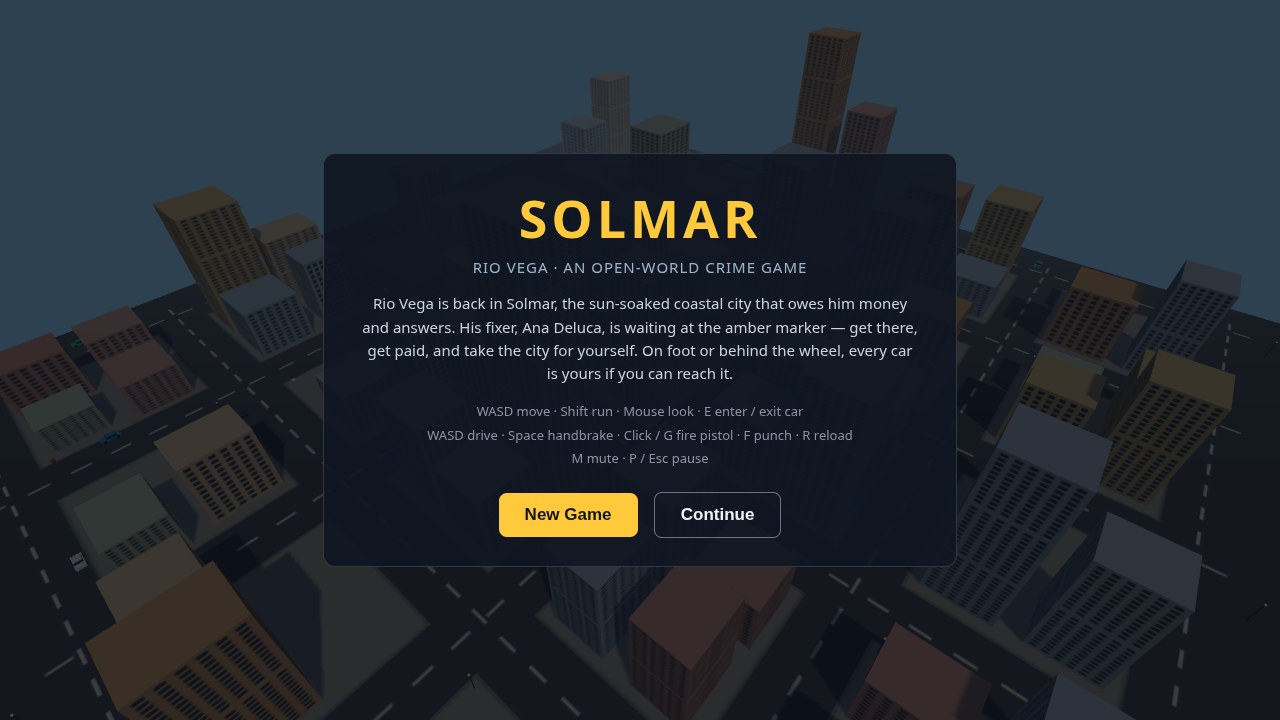 SOLMAR
RIO VEGA · AN OPEN-WORLD CRIME GAME
Rio Vega is back in Solmar, the sun-soaked coastal city that owes him money
and answers. His fixer, Ana Deluca, is waiting at the amber marker — get there,
get paid, and take the city for yourself. On foot or behind the wheel, every car
is yours if you can reach it.
WASD move · Shift run · Mouse look · E enter / exit car
WASD drive · Space handbrake · Click / G fire pistol · F punch · R reload
M mute · P / Esc pause
New Game
Continue